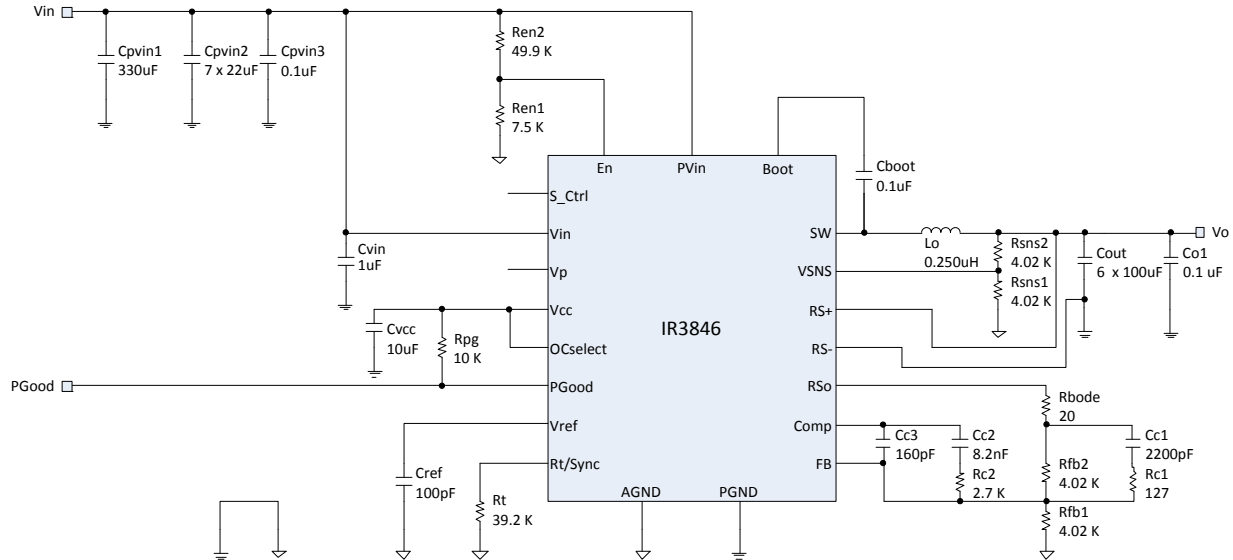 Vin
Cpvin1
330uF
Cpvin2
7 x 22uF
Cpvin3
0.1uF
Ren2
49.9 K
Ren1
7.5 K
En
PVin
Boot
Cboot
0.1uF
S_Ctrl
Vin
Cvin
1uF
Vp
Vcc
Cvcc
10uF
Rpg
10 K
OCselect
PGood
PGood
Vref
Cref
100pF
Rt/Sync
Rt
39.2 K
IR3846
AGND
PGND
SW
VSNS
RS+
RS-
RSo
Comp
FB
Lo
0.250uH
Rsns2
4.02 K
Rsns1
4.02 K
Cout
6 x 100uF
Co1
0.1 uF
Vo
Rbode
20
Cc3
160pF
Cc2
8.2nF
Rc2
2.7 K
Rfb2
4.02 K
Cc1
2200pF
Rc1
127
Rfb1
4.02 K